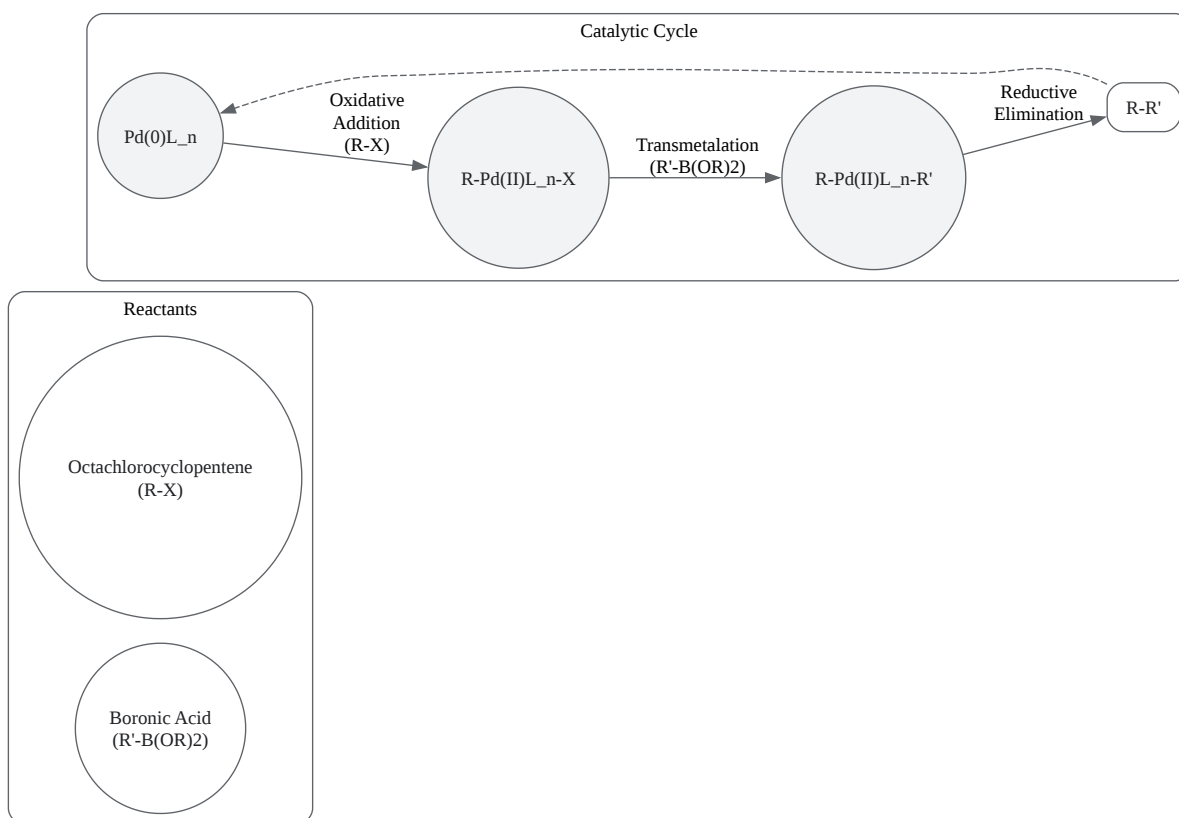 Catalytic Cycle
Pd(0)L_n
Oxidative
Addition
(R-X)
R-Pd(II)L_n-X
Transmetalation
(R'-B(OR)2)
R-Pd(II)L_n-R'
Reductive
Elimination
R-R'
Reactants
Octachlorocyclopentene
(R-X)
Boronic Acid
(R'-B(OR)2)